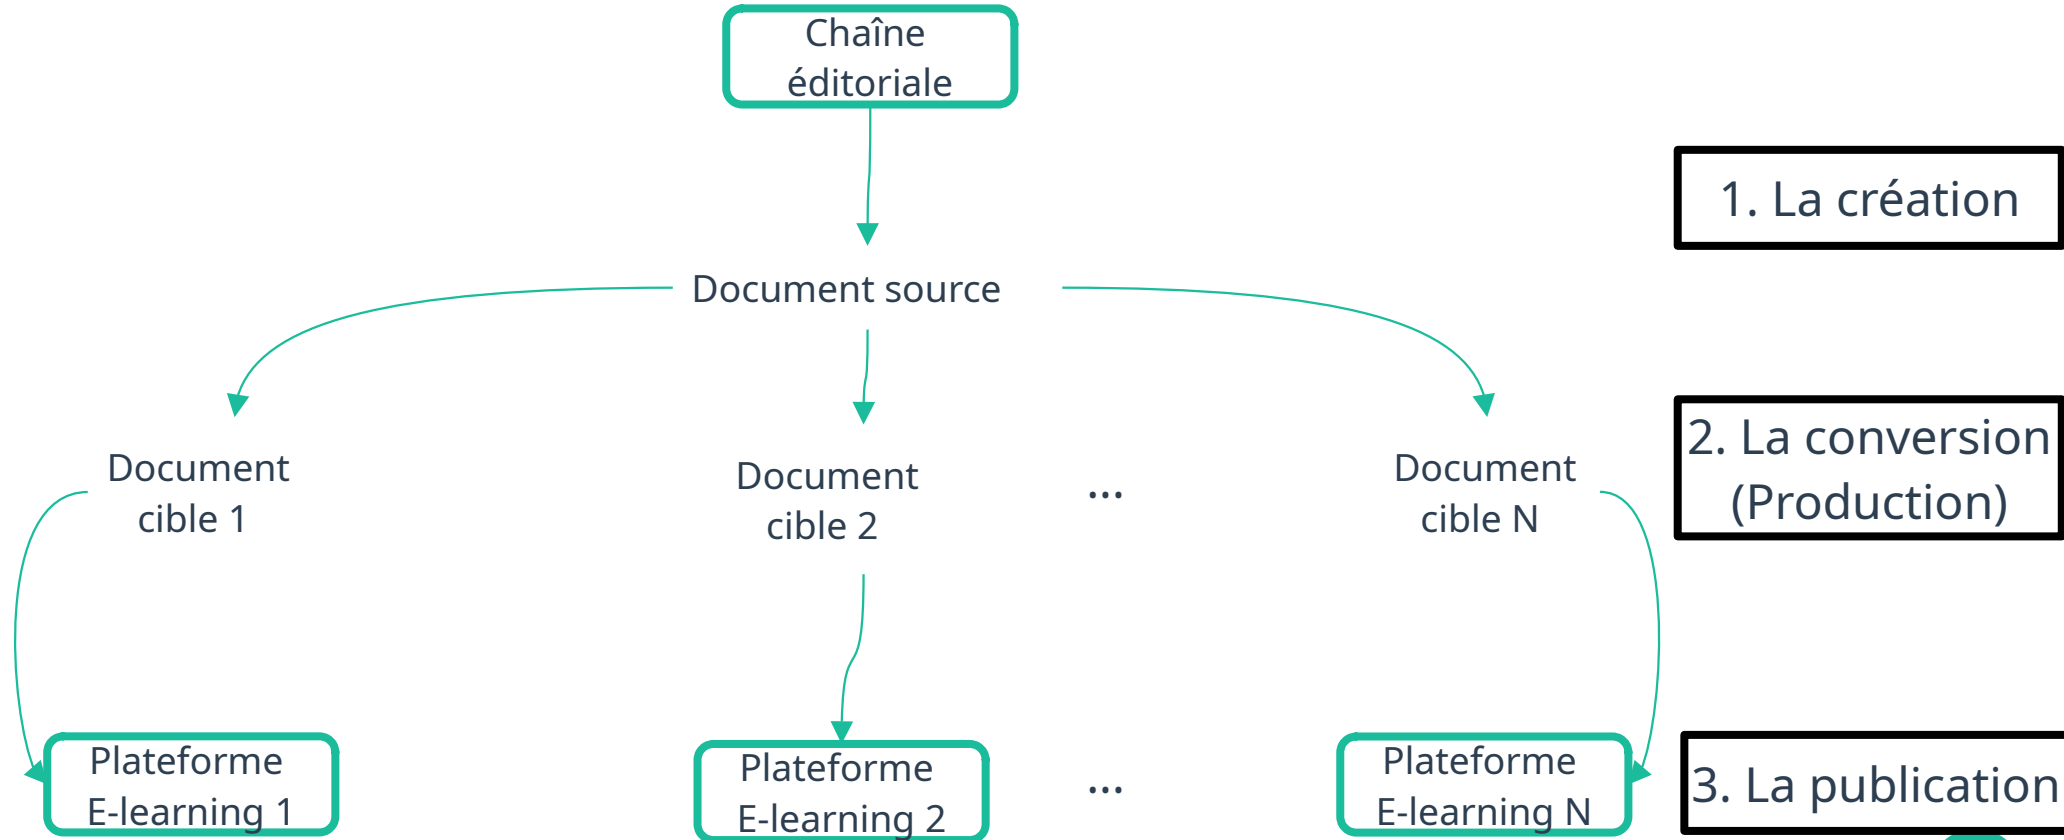 Chaîne
éditoriale
1. La création
Document source
2. La conversion
(Production)
Document
cible 1
Document
cible 2
...
Document
cible N
Plateforme
E-learning 1
Plateforme
E-learning 2
...
Plateforme
E-learning N
3. La publication